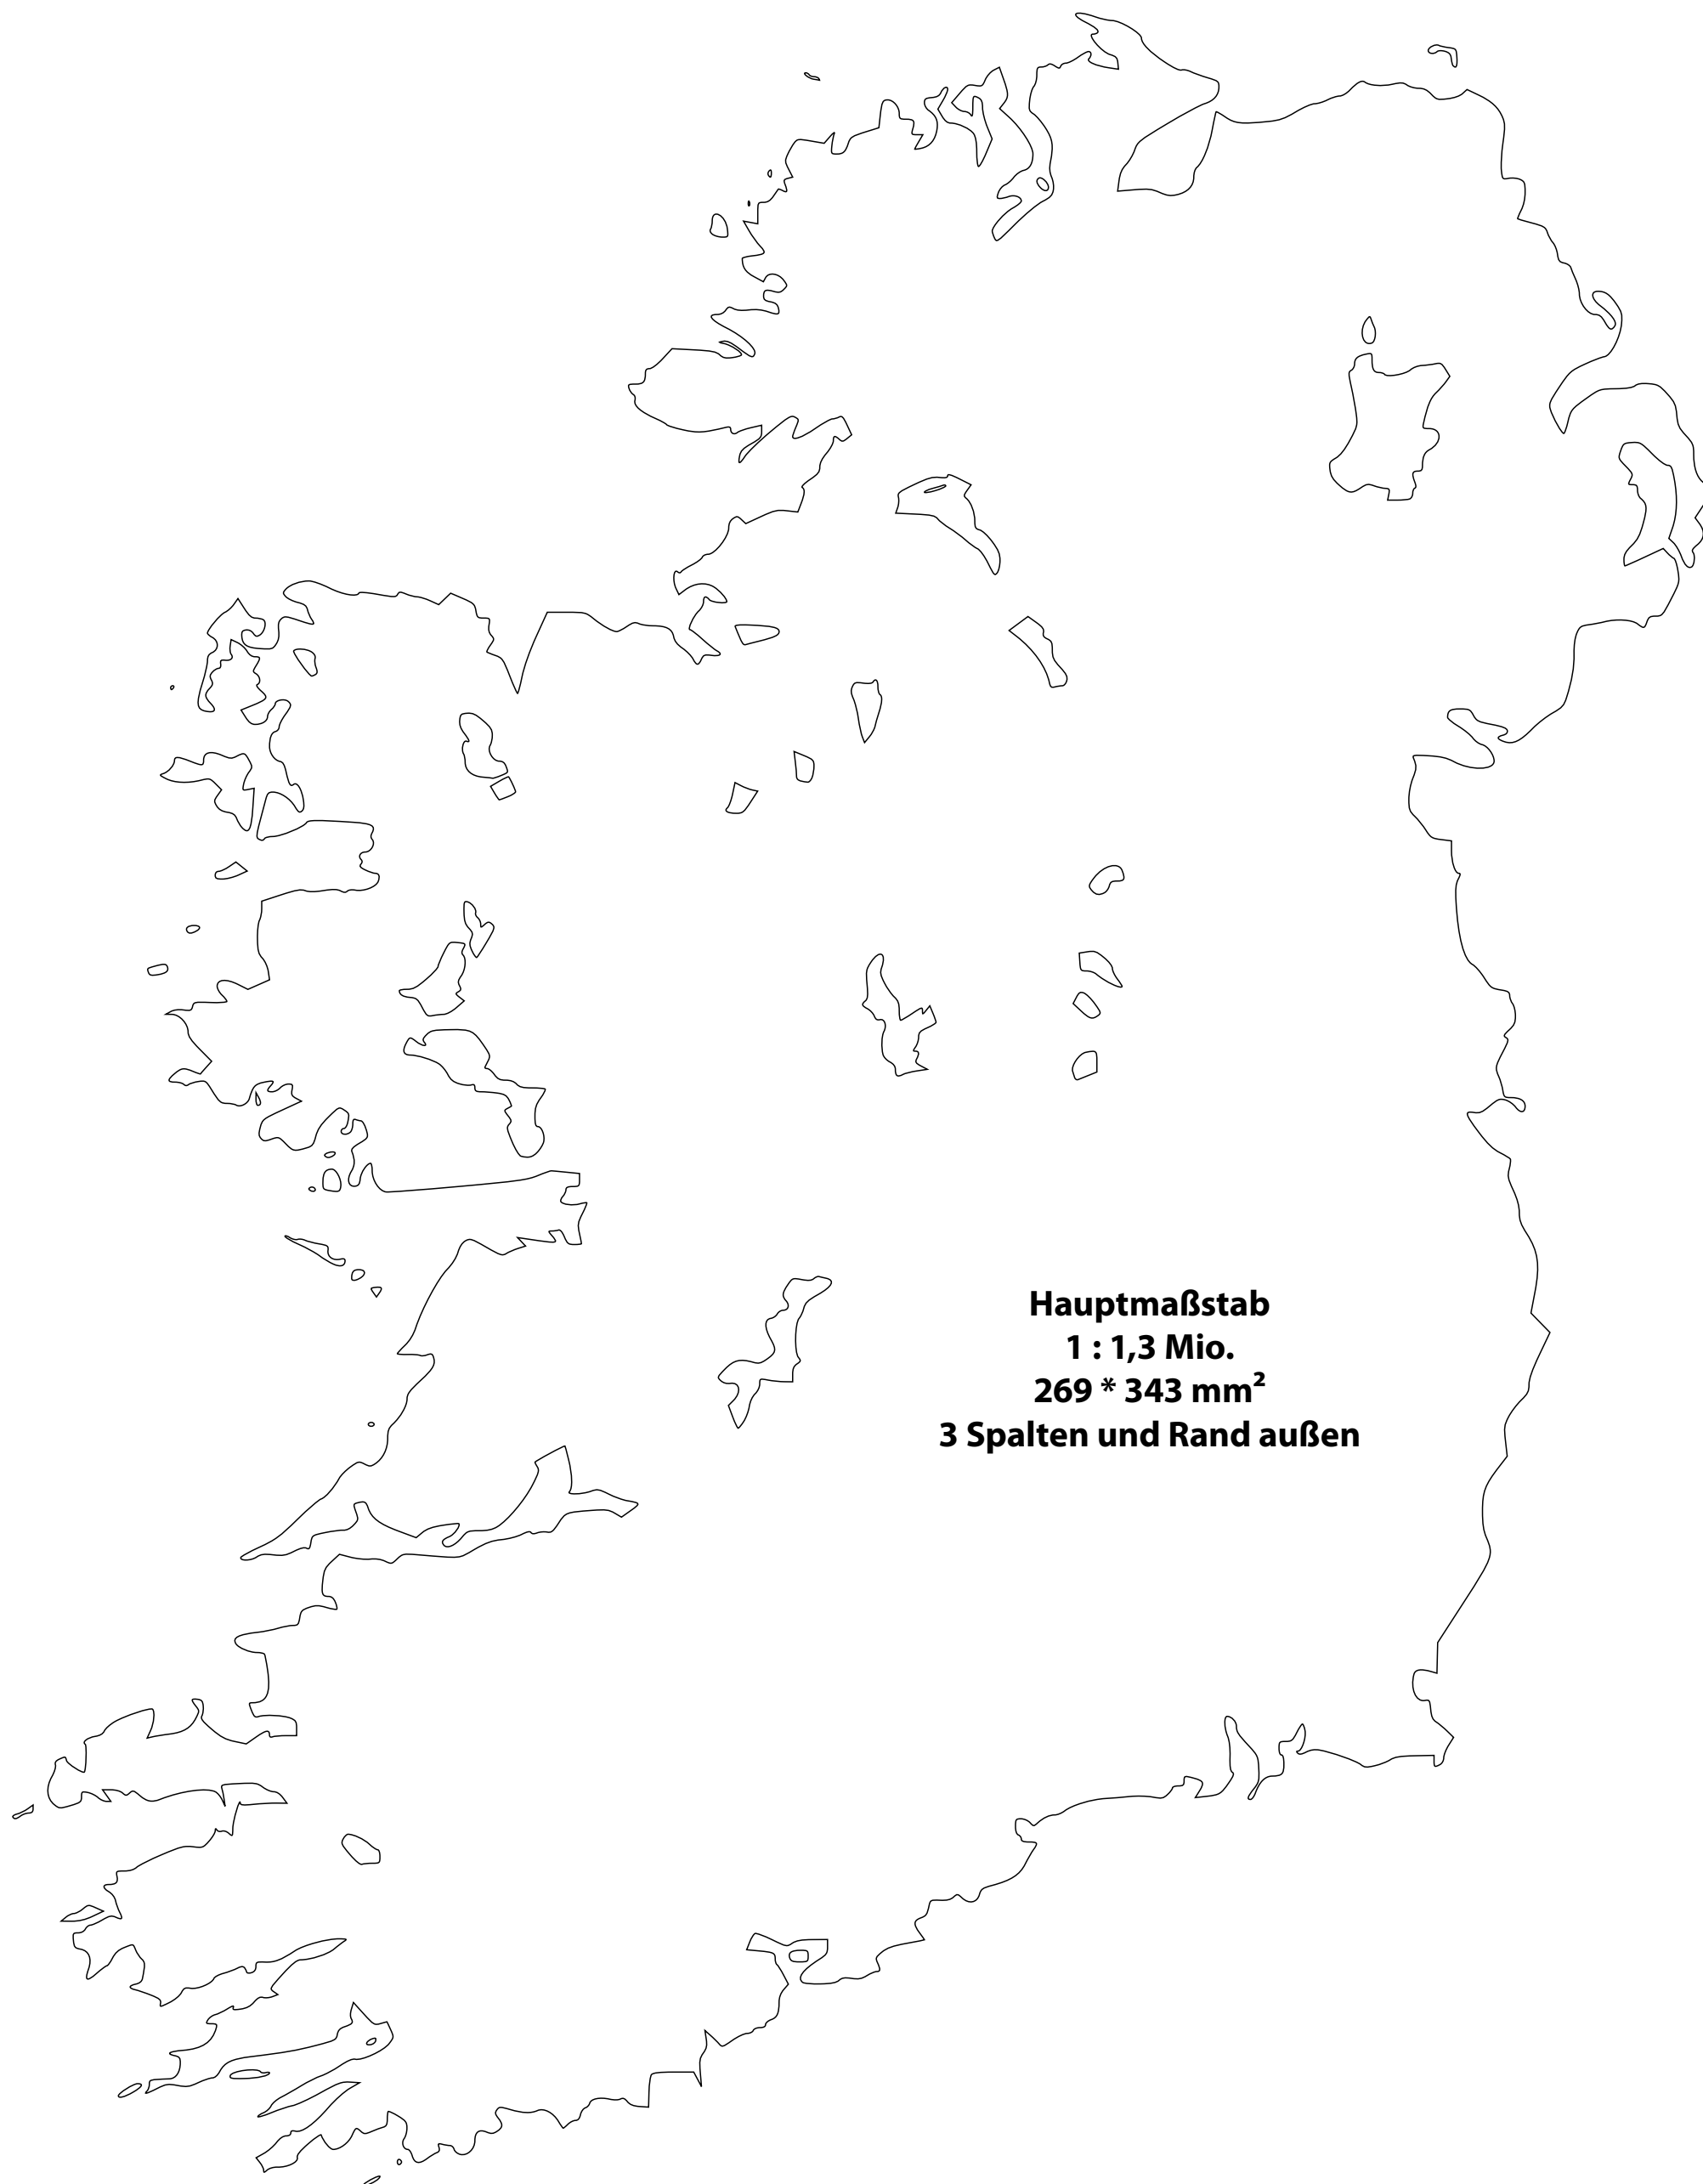 Hauptmaßstab
1 : 1,3 Mio.
269 * 343 mm²
3 Spalten und Rand außen